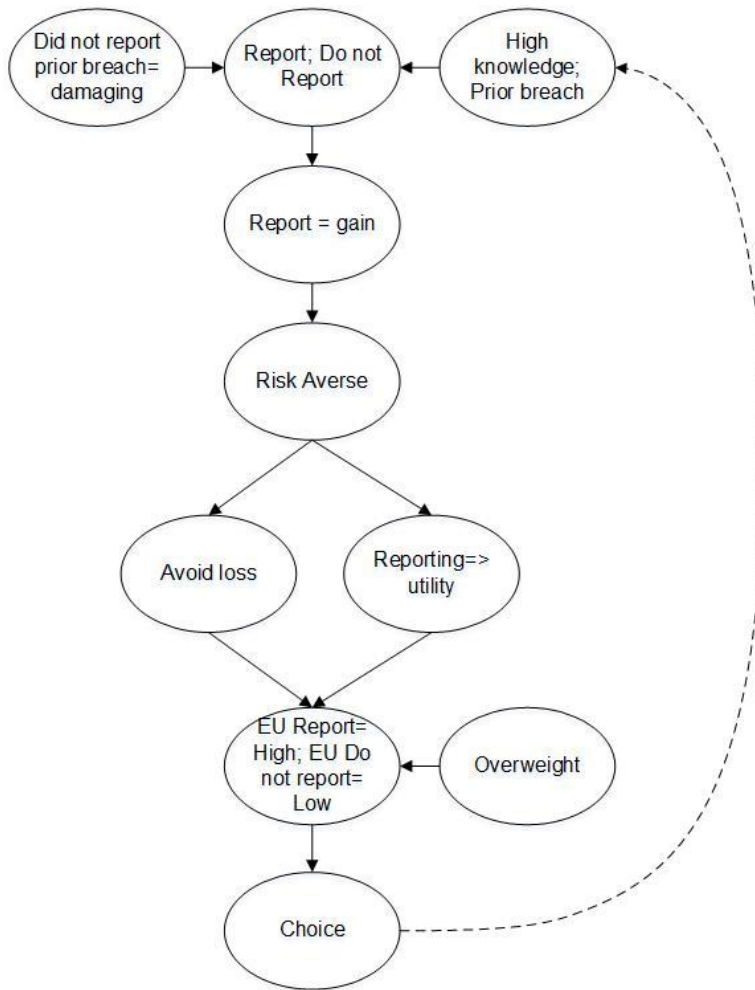 Did not report
prior breach=
damaging
Report; Do not
Report
High
knowledge;
Prior breach
Report = gain
Risk Averse
Avoid loss
Reporting=>
utility
EU Report=
High; EU Do
not report=
Low
Overweight
Choice